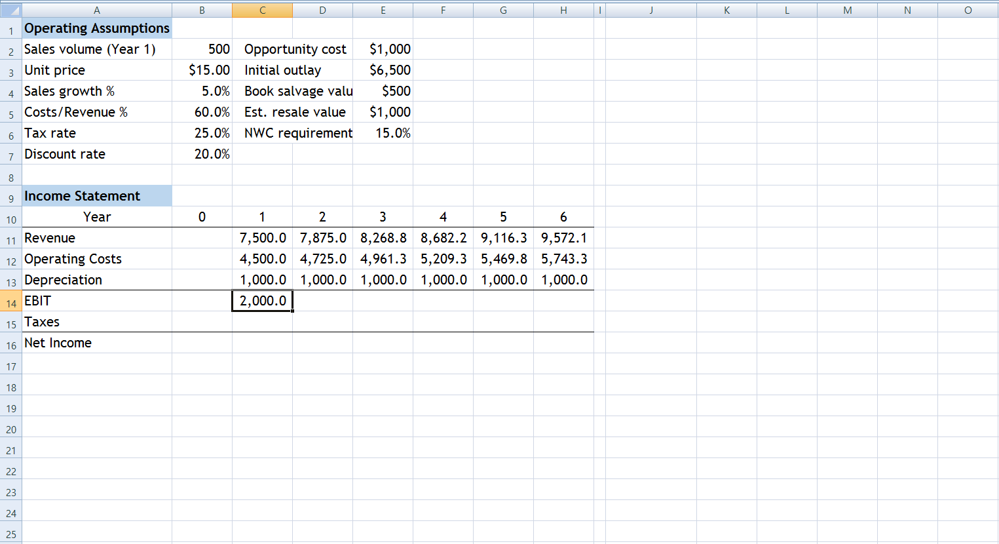 A B C D E F G H I J K L M N O
1 Operating Assumptions
2 Sales volume (Year 1) 500 Opportunity cost $1,000
3 Unit price $15.00 Initial outlay $6,500
4 Sales growth % 5.0% Book salvage valu $500
5 Costs/Revenue % 60.0% Est. resale value $1,000
6 Tax rate 25.0% NWC requirement 15.0%
7 Discount rate 20.0%
8
9 Income Statement
10 Year 0 1 2 3 4 5 6
11 Revenue 7,500.0 7,875.0 8,268.8 8,682.2 9,116.3 9,572.1
12 Operating Costs 4,500.0 4,725.0 4,961.3 5,209.3 5,469.8 5,743.3
13 Depreciation 1,000.0 1,000.0 1,000.0 1,000.0 1,000.0 1,000.0
14 EBIT 2,000.0
15 Taxes
16 Net Income
17
18
19
20
21
22
23
24
25